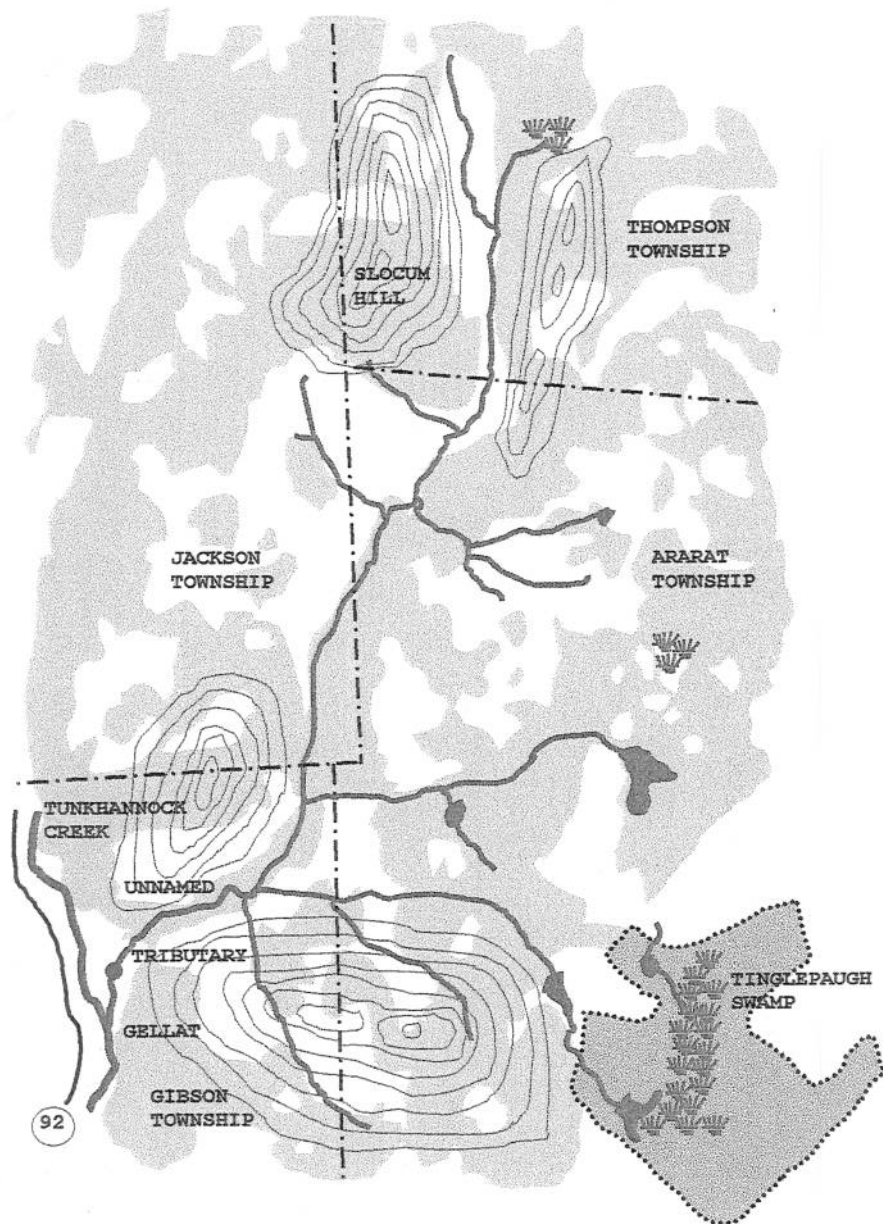 THOMPSON
TOWNSHIP
SLOCUM
HILL
JACKSON
TOWNSHIP
ARARAT
TOWNSHIP
TUNKHANNOCK
CREEK
UNNAMED
TRIBUTARY
TINGLEPAUGH
SWAMP
GELLAT
GIBSON
TOWNSHIP
92